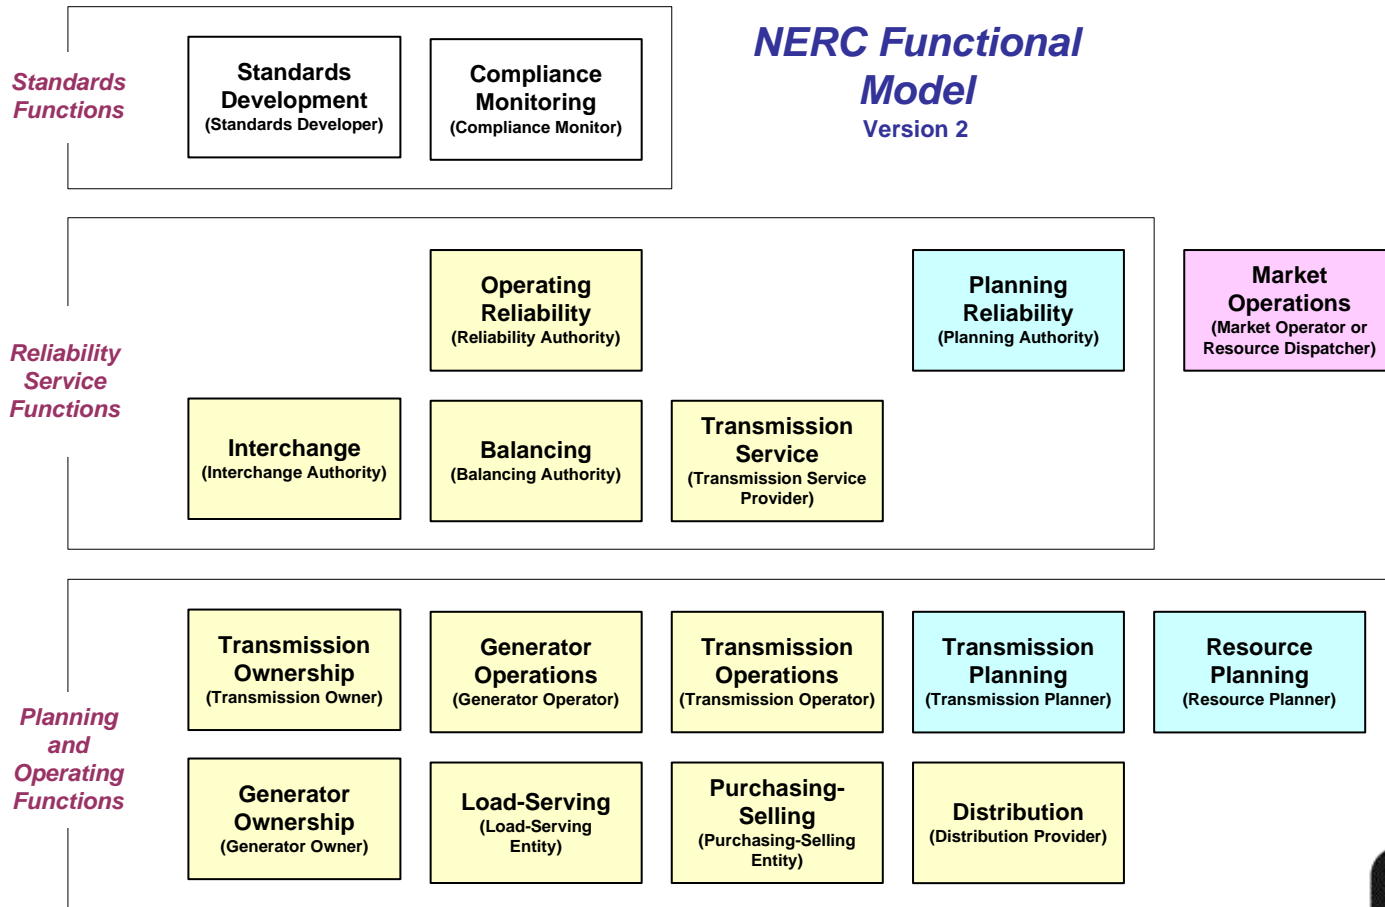 NERC Functional
Model
Version 2
Standards
Functions
Standards
Development
(Standards Developer)
Compliance
Monitoring
(Compliance Monitor)
Reliability
Service
Functions
Operating
Reliability
(Reliability Authority)
Planning
Reliability
(Planning Authority)
Market
Operations
(Market Operator or
Resource Dispatcher)
Interchange
(Interchange Authority)
Balancing
(Balancing Authority)
Transmission
Service
(Transmission Service
Provider)
Planning
and
Operating
Functions
Transmission
Ownership
(Transmission Owner)
Generator
Operations
(Generator Operator)
Transmission
Operations
(Transmission Operator)
Transmission
Planning
(Transmission Planner)
Resource
Planning
(Resource Planner)
Generator
Ownership
(Generator Owner)
Load-Serving
(Load-Serving
Entity)
Purchasing-
Selling
(Purchasing-Selling
Entity)
Distribution
(Distribution Provider)